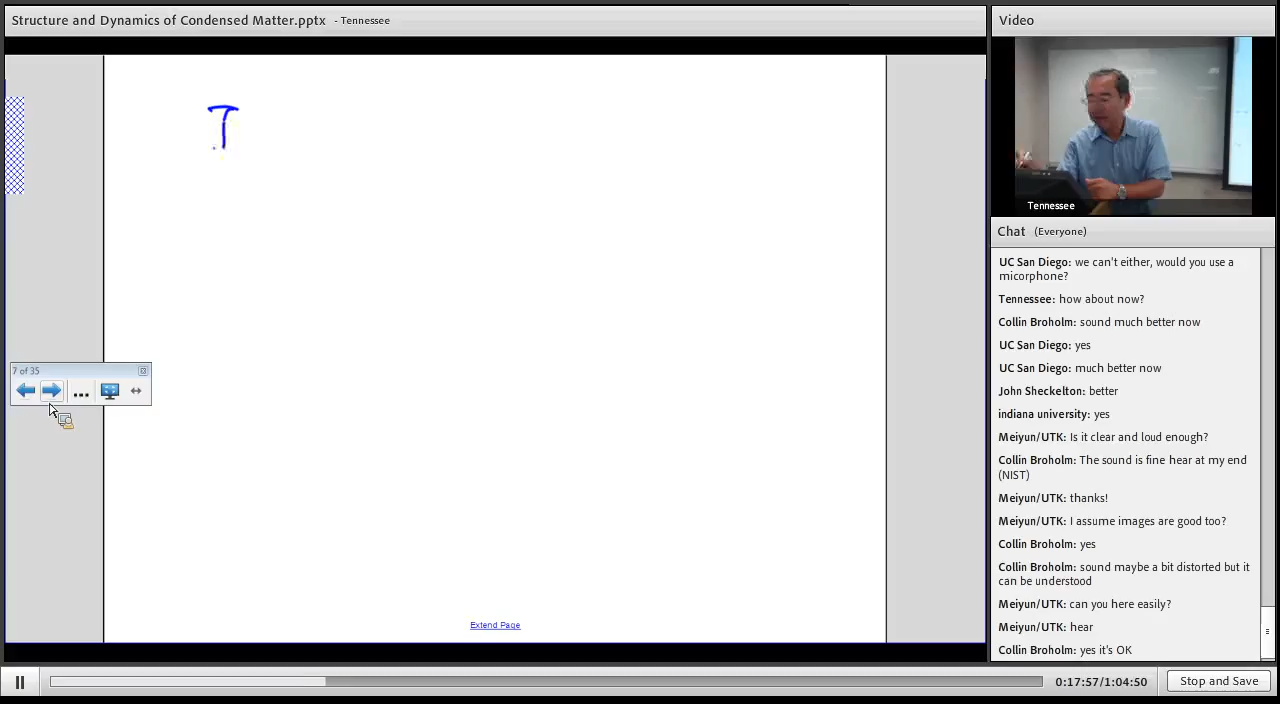 Structure and Dynamics of Condensed Matter.pptx - Tennessee
T
7 of 35
...
Extend Page
Video
Tennessee
Chat (Everyone)
UC San Diego: we can't either, would you use a
micorphone?
Tennessee: how about now?
Collin Broholm: sound much better now
UC San Diego: yes
UC San Diego: much better now
John Sheckelton: better
indiana university: yes
Meiyun/UTK: Is it clear and loud enough?
Collin Broholm: The sound is fine hear at my end
(NIST)
Meiyun/UTK: thanks!
Meiyun/UTK: I assume images are good too?
Collin Broholm: yes
Collin Broholm: sound maybe a bit distorted but it
can be understood
Meiyun/UTK: can you here easily?
Meiyun/UTK: hear
Collin Broholm: yes it's OK
0:17:57/1:04:50
Stop and Save